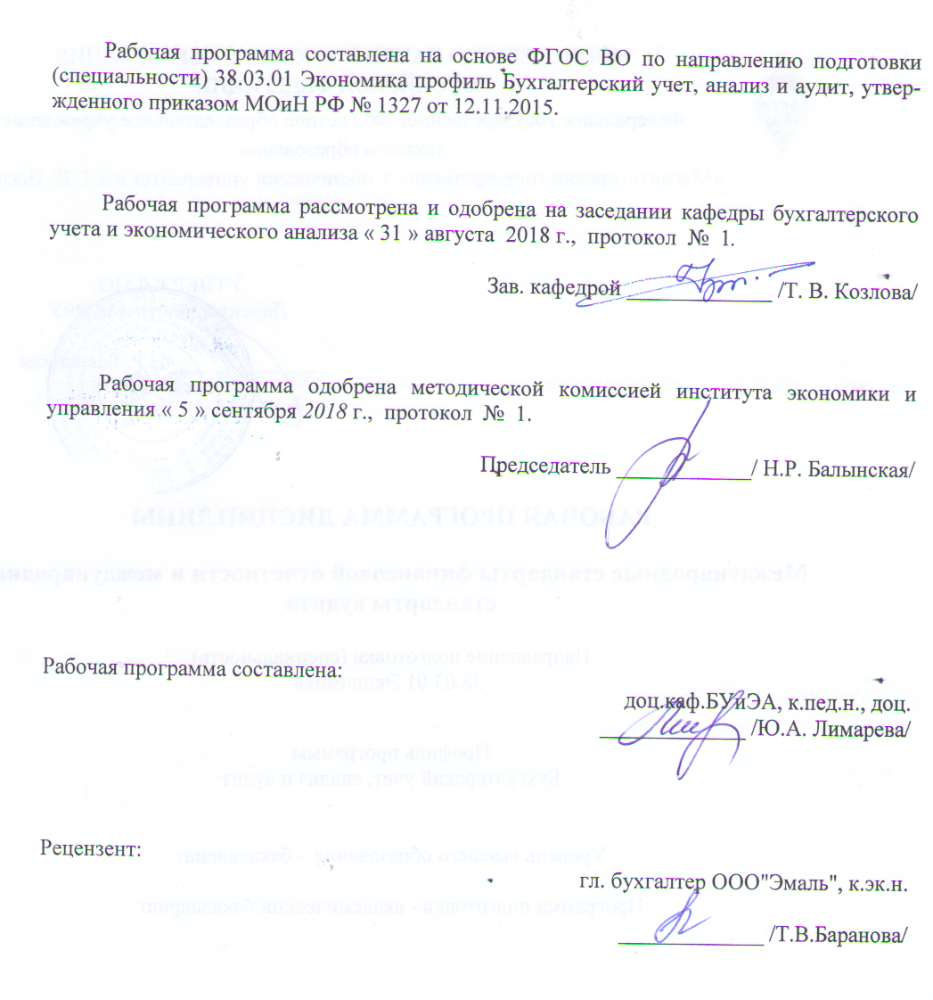 Рабочая программа составлена на основе ФГОС ВО по направлению подготовки
(специальности) 38.03.01 Экономика профиль Бухгалтерский учет, анализ и аудит, утвер-
жденного приказом МОиН РФ № 1327 от 12.11.2015.
Рабочая программа рассмотрена и одобрена на заседании кафедры бухгалтерского
учета и экономического анализа « 31 » августа 2018 г., протокол № 1.
Зав. кафедрой ____________ /Т. В. Козлова/
Рабочая программа одобрена методической комиссией института экономики и
управления « 5 » сентября 2018 г., протокол № 1.
Председатель ____________/ Н.Р. Балынская/
Рабочая программа составлена:
доц.каф.БУиЭА, к.пед.н., доц.
____________ /Ю.А. Лимарева/
Рецензент:
гл. бухгалтер ООО"Эмаль", к.эк.н.
____________ /Т.В.Баранова/